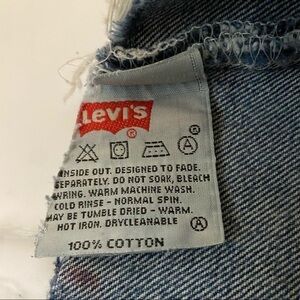 Levi's
®
A
INSIDE OUT. DESIGNED TO FADE.
SEPARATELY. DO NOT SOAK, BLEACH
WRING. WARM MACHINE WASH.
COLD RINSE - NORMAL SPIN.
MAY BE TUMBLE DRIED - WARM.
HOT IRON. DRYCLEANABLE A
100% COTTON